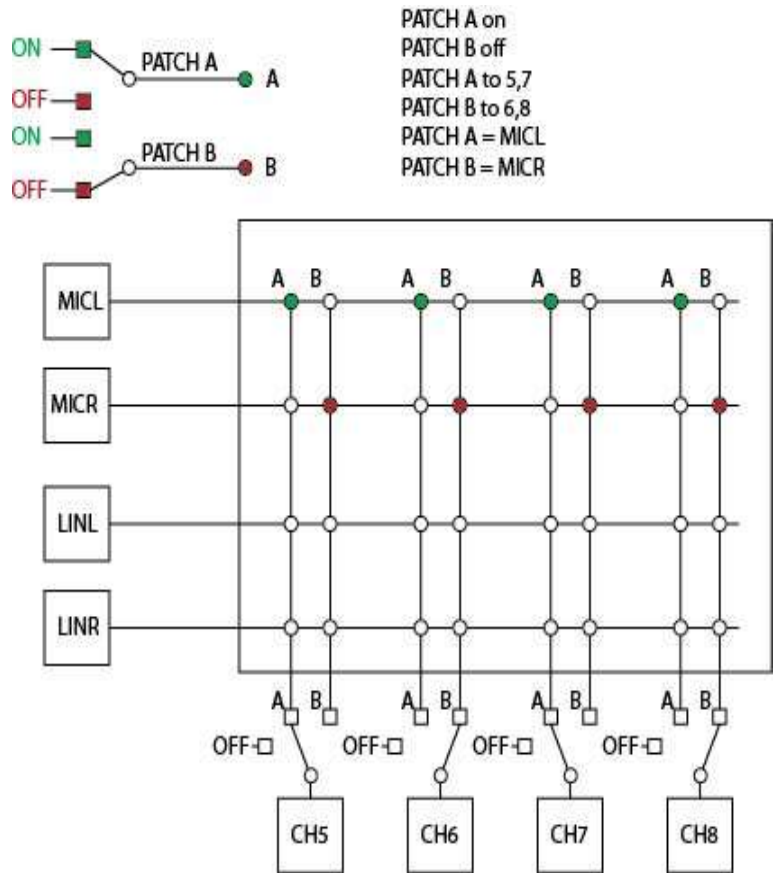 ON
PATCH A
A
OFF
ON
PATCH B
B
OFF
PATCH A on
PATCH B off
PATCH A to 5,7
PATCH B to 6,8
PATCH A = MICL
PATCH B = MICR
A B A B A B A B
MICL
MICR
LINL
LINR
A B A B A B A B
OFF OFF OFF OFF
CH5 CH6 CH7 CH8